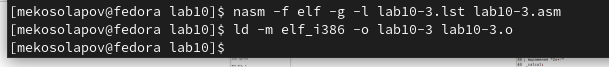 [mekosolapov@fedora lab10]$ nasm -f elf -g -l lab10-3.lst lab10-3.asm
[mekosolapov@fedora lab10]$ ld -m elf_i386 -o lab10-3 lab10-3.o
[mekosolapov@fedora lab10]$